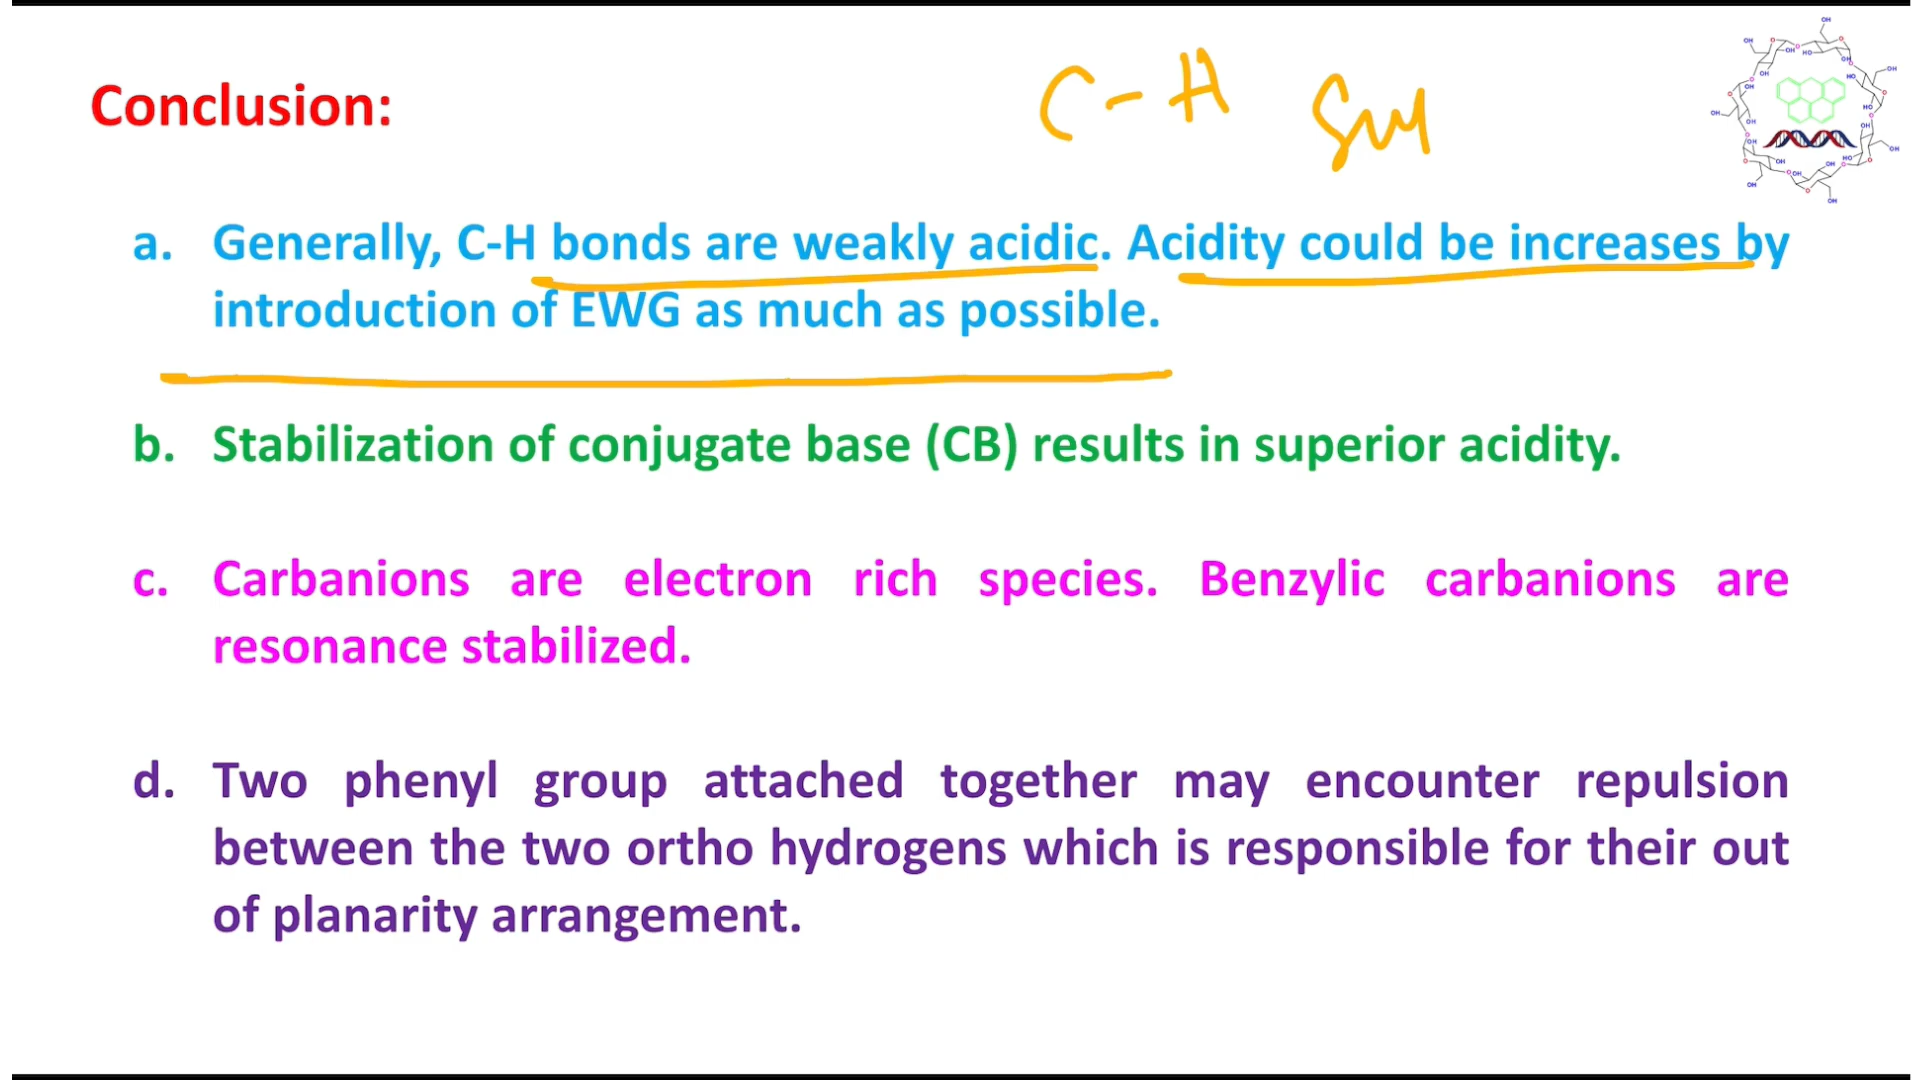 Conclusion:
C-H
a. Generally, C-H bonds are weakly acidic. Acidity could be increases by
introduction of EWG as much as possible.
b. Stabilization of conjugate base (CB) results in superior acidity.
c. Carbanions are electron rich species. Benzylic carbanions are
resonance stabilized.
d. Two phenyl group attached together may encounter repulsion
between the two ortho hydrogens which is responsible for their out
of planarity arrangement.